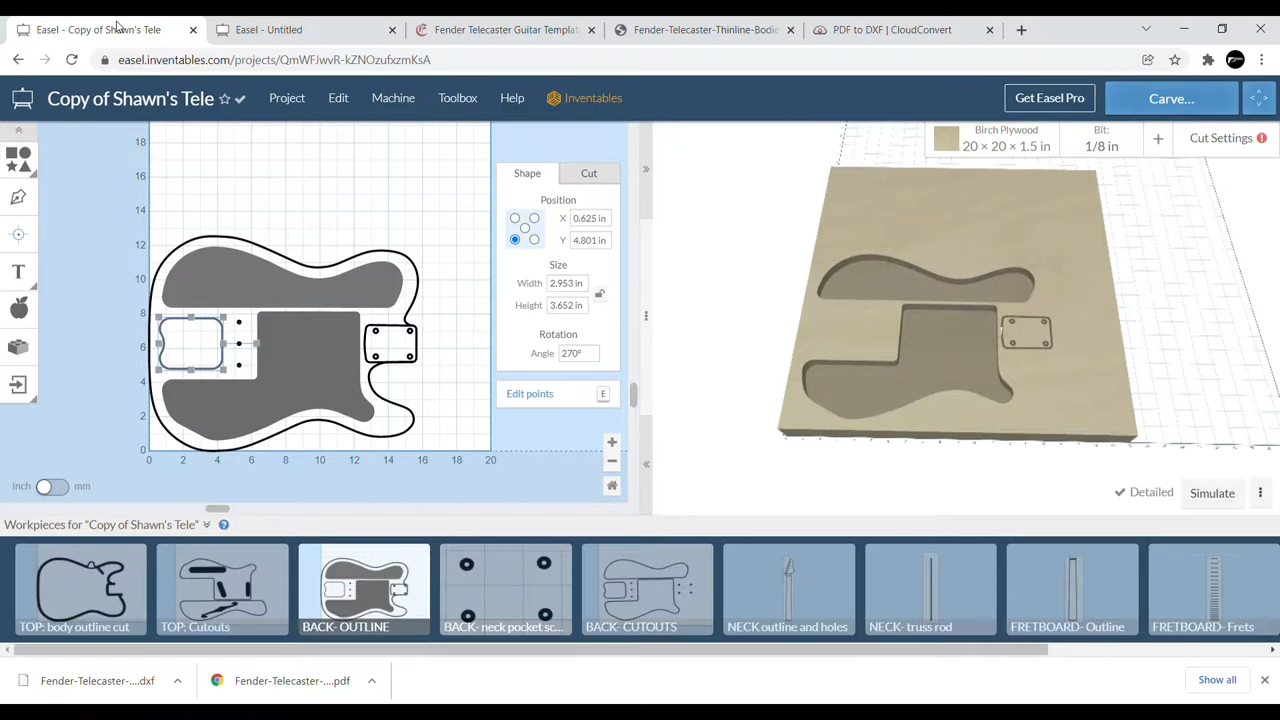 Easel - Copy of Shawn's Tele
Easel - Untitled
Fender Telecaster Guitar Templat
Fender-Telecaster-Thinline-Bodie
PDF to DXF | CloudConvert
easel.inventables.com/projects/QmWFJwvR-kZNOzufxzmKsA
Copy of Shawn's Tele
Project
Edit
Machine
Toolbox
Help
Inventables
Get Easel Pro
Carve...
Birch Plywood
20 × 20 × 1.5 in
Bit:
1/8 in
Cut Settings
Shape
Cut
Position
X 0.625 in
Y 4.801 in
Size
Width 2.953 in
Height 3.652 in
Rotation
Angle 270°
Edit points E
18
16
14
12
10
8
6
4
2
0
0 2 4 6 8 10 12 14 16 18 20
inch mm
Detailed
Simulate
Workpieces for "Copy of Shawn's Tele"
TOP: body outline cut
TOP: Cutouts
BACK- OUTLINE
BACK- neck pocket sc...
BACK- CUTOUTS
NECK outline and holes
NECK- truss rod
FRETBOARD- Outline
FRETBOARD- Frets
Fender-Telecaster-....dxf
Fender-Telecaster-....pdf
Show all